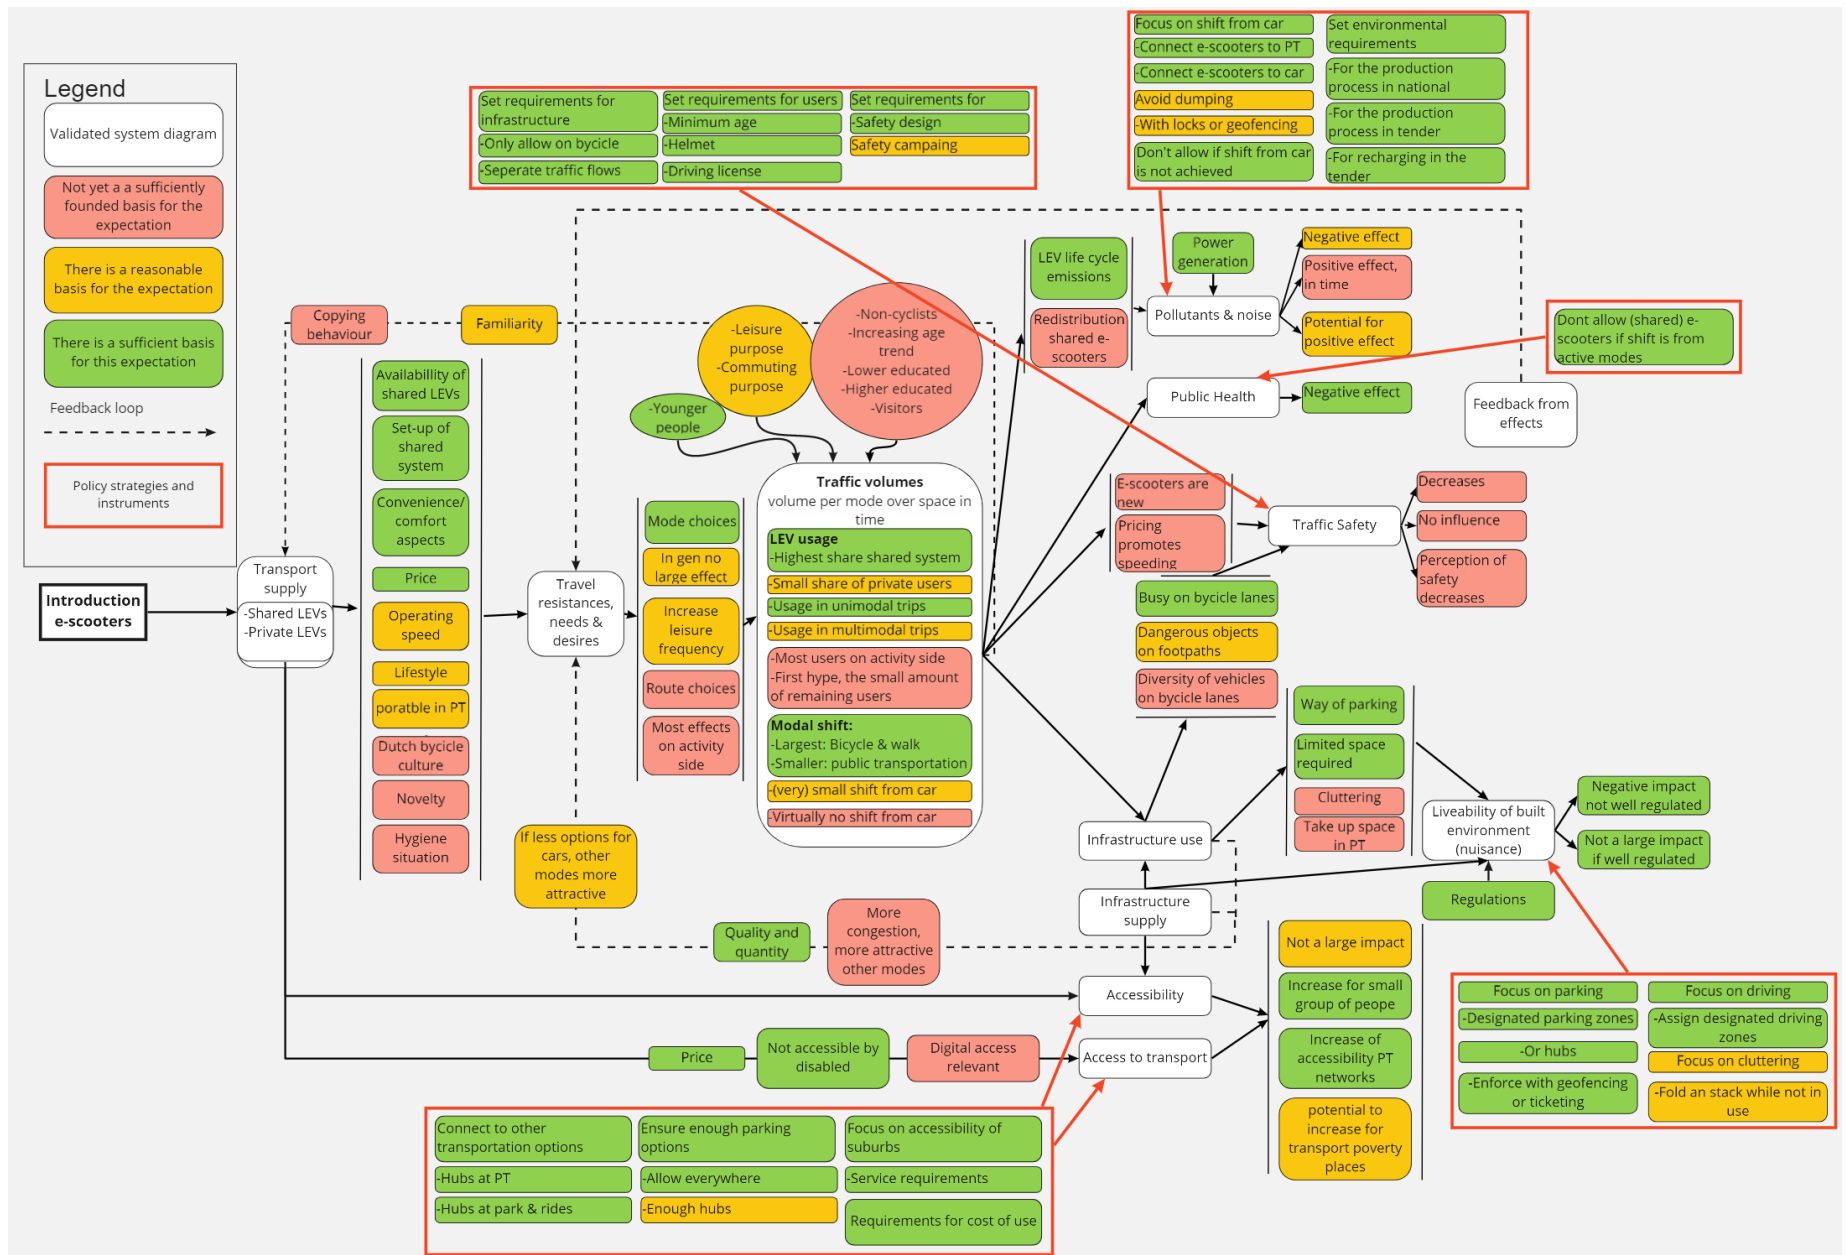 Legend
Validated system diagram
Not yet a a sufficiently
founded basis for the
expectation
There is a reasonable
basis for the expectation
There is a sufficient basis
for this expectation
Feedback loop
Policy strategies and
instruments
Introduction
e-scooters
Transport
supply
-Shared LEVs
-Private LEVs
Copying
behaviour
Familiarity
Availabillity of
shared LEVs
Set-up of
shared
system
Convenience/
comfort
aspects
Price
Operating
speed
Lifestyle
poratble in PT
Dutch bycicle
culture
Novelty
Hygiene
situation
Travel
resistances,
needs &
desires
If less options for
cars, other
modes more
attractive
Mode choices
In gen no
large effect
Increase
leisure
frequency
Route choices
Most effects
on activity
side
-Younger
people
-Leisure
purpose
-Commuting
purpose
-Non-cyclists
-Increasing age
trend
-Lower educated
-Higher educated
-Visitors
Traffic volumes
volume per mode over space in
time
LEV usage
-Highest share shared system
-Small share of private users
-Usage in unimodal trips
-Usage in multimodal trips
-Most users on activity side
-First hype, the small amount
of remaining users
Modal shift:
-Largest: Bicycle & walk
-Smaller: public transportation
-(very) small shift from car
-Virtually no shift from car
Set requirements for
infrastructure
-Only allow on bycicle
-Seperate traffic flows
Set requirements for users
-Minimum age
-Helmet
-Driving license
Set requirements for
-Safety design
Safety campaing
Focus on shift from car
-Connect e-scooters to PT
-Connect e-scooters to car
Avoid dumping
-With locks or geofencing
Don't allow if shift from car
is not achieved
Set environmental
requirements
-For the production
process in national
-For the production
process in tender
-For recharging in the
tender
LEV life cycle
emissions
Redistribution
shared e-
scooters
Power
generation
Pollutants & noise
Negative effect
Positive effect,
in time
Potential for
positive effect
Dont allow (shared) e-
scooters if shift is from
active modes
Public Health
Negative effect
Feedback from
effects
E-scooters are
new
Pricing
promotes
speeding
Traffic Safety
Decreases
No influence
Perception of
safety
decreases
Busy on bycicle lanes
Dangerous objects
on footpaths
Diversity of vehicles
on bycicle lanes
Way of parking
Limited space
required
Cluttering
Take up space
in PT
Infrastructure use
Infrastructure
supply
Liveability of built
environment
(nuisance)
Negative impact
not well regulated
Not a large impact
if well regulated
Regulations
Quality and
quantity
More
congestion,
more attractive
other modes
Accessibility
Price
Not accessible by
disabled
Digital access
relevant
Access to transport
Not a large impact
Increase for small
group of peope
Increase of
accessibility PT
networks
potential to
increase for
transport poverty
places
Focus on parking
-Designated parking zones
-Or hubs
-Enforce with geofencing
or ticketing
Focus on driving
-Assign designated driving
zones
Focus on cluttering
-Fold an stack while not in
use
Connect to other
transportation options
-Hubs at PT
-Hubs at park & rides
Ensure enough parking
options
-Allow everywhere
-Enough hubs
Focus on accessibility of
suburbs
-Service requirements
Requirements for cost of use